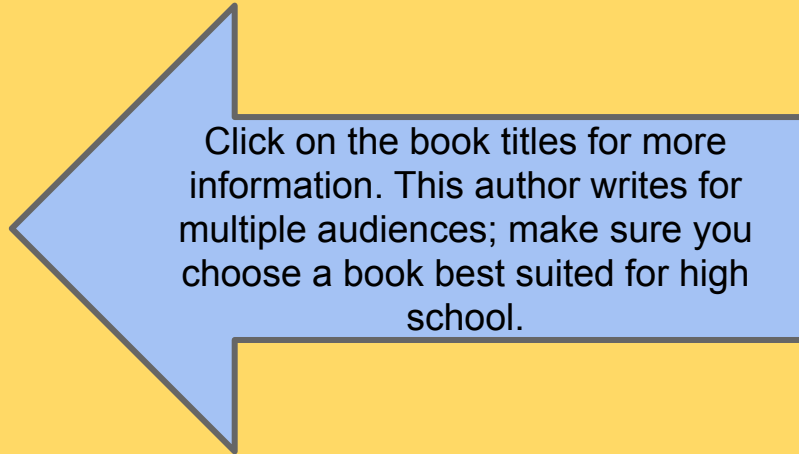 Click on the book titles for more
information. This author writes for
multiple audiences; make sure you
choose a book best suited for high
school.